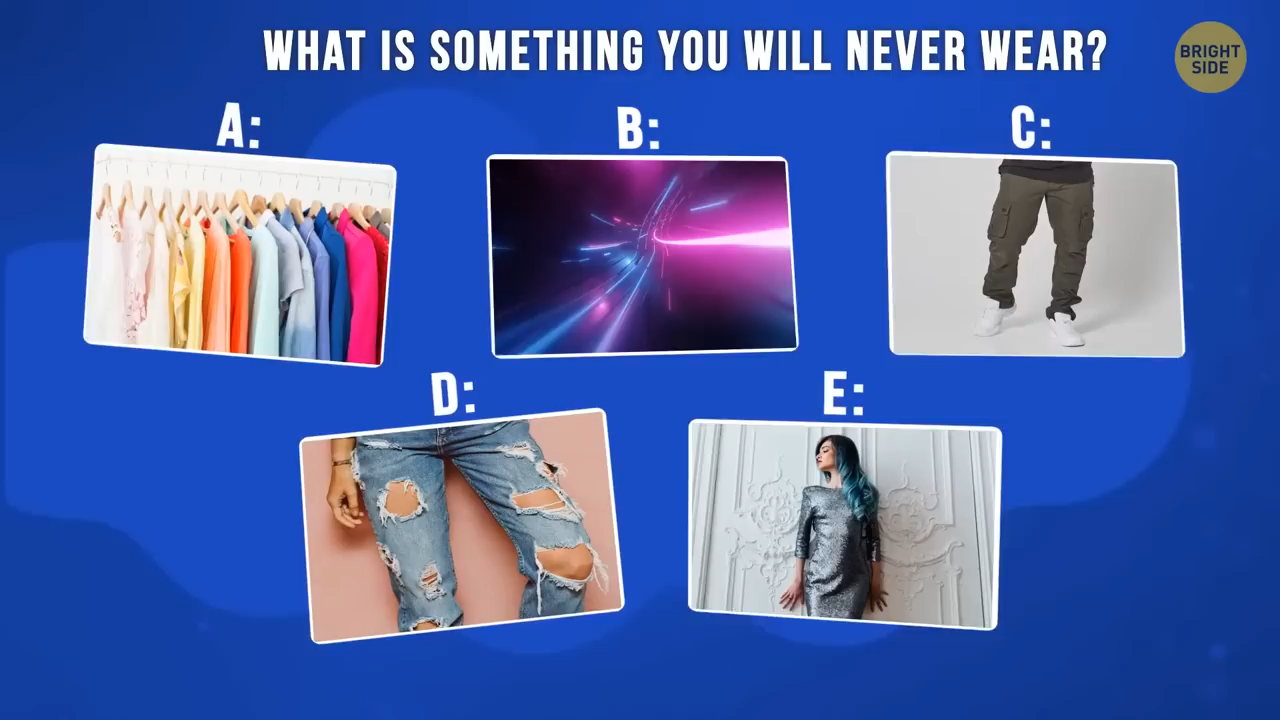 WHAT IS SOMETHING YOU WILL NEVER WEAR?
BRIGHT
SIDE
A:
B:
C:
D:
E: